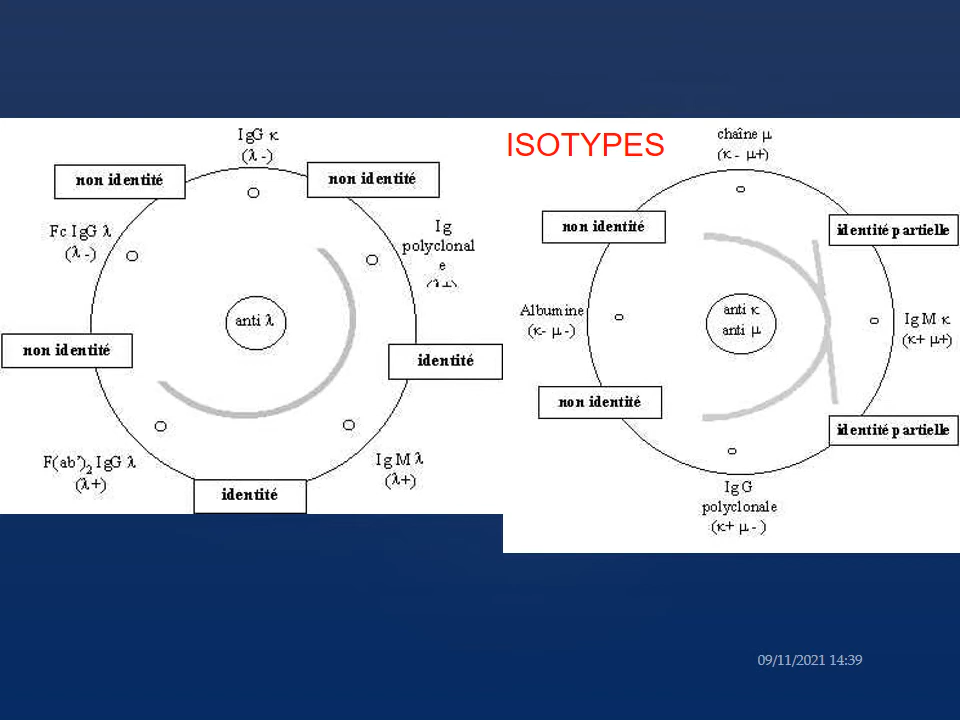 ISOTYPES
IgG κ
(λ -)
non identité
non identité
Fc IgG λ
(λ -)
Ig
polyclonal
e
(λ+)
anti λ
non identité
identité
F(ab')2 IgG λ
(λ+)
IgM λ
(λ+)
identité
chaîne μ
(κ - μ+)
non identité
identité partielle
Albumine
(κ- μ -)
anti κ
anti μ
IgM κ
(κ+ μ+)
non identité
identité partielle
IgG
polyclonale
(κ+ μ - )
09/11/2021 14:39